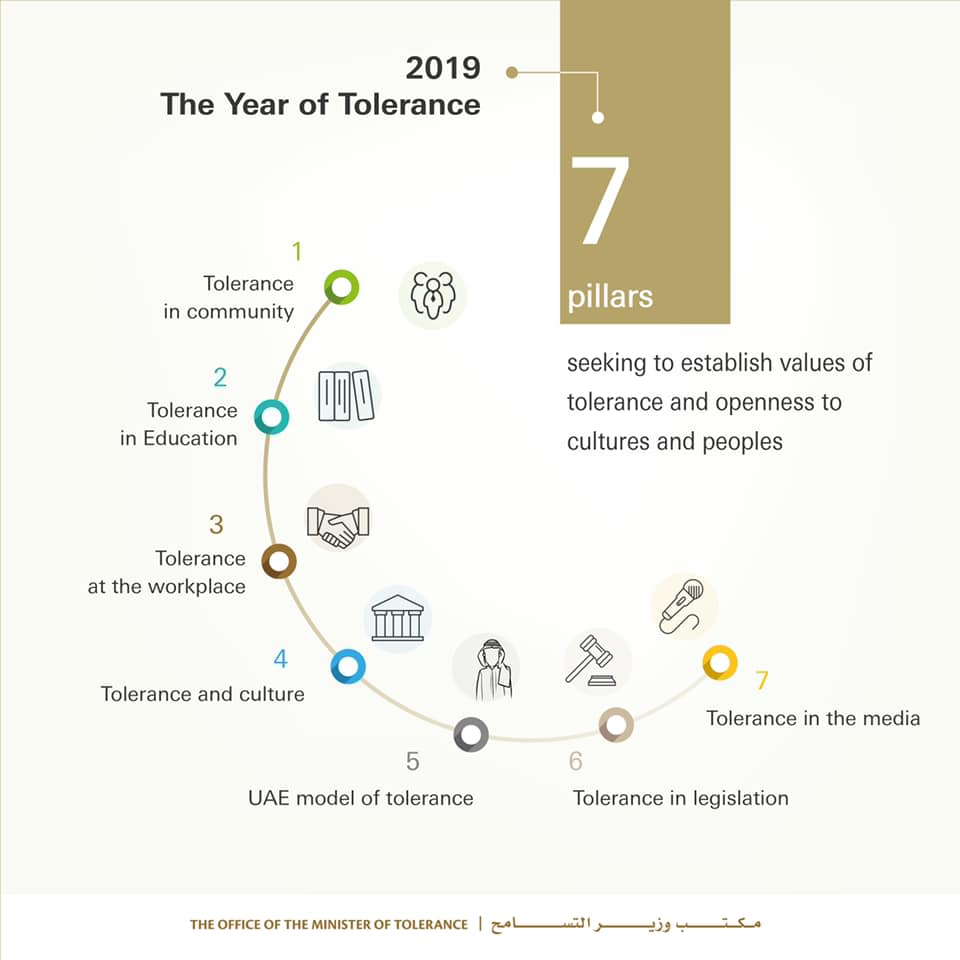 2019
The Year of Tolerance
7
pillars
seeking to establish values of
tolerance and openness to
cultures and peoples
1
Tolerance
in community
2
Tolerance
in Education
3
Tolerance
at the workplace
4
Tolerance and culture
5
UAE model of tolerance
6
Tolerance in legislation
7
Tolerance in the media
THE OFFICE OF THE MINISTER OF TOLERANCE | مكتـــب وزيـــر التســـامح